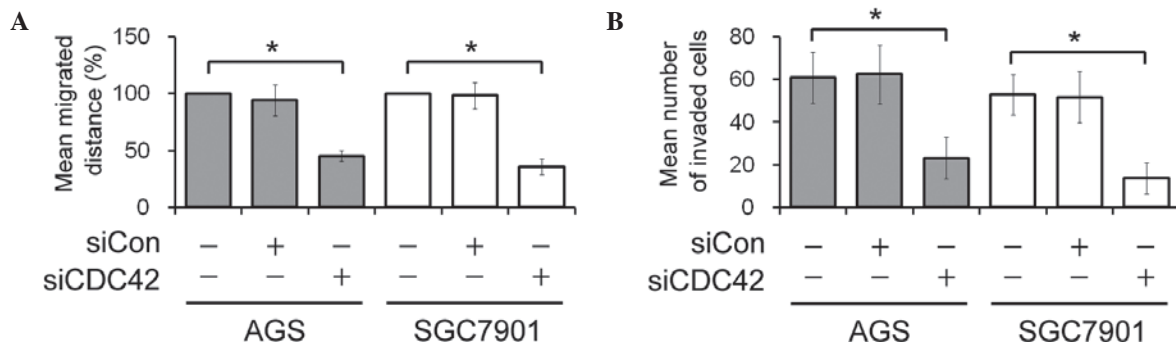 A
Mean migrated
distance (%)
150
100
50
0
*
*
siCon − + − − + −
siCDC42 − − + − − +
AGS SGC7901
B
Mean number
of invaded cells
80
60
40
20
0
*
*
siCon − + − − + −
siCDC42 − − + − − +
AGS SGC7901